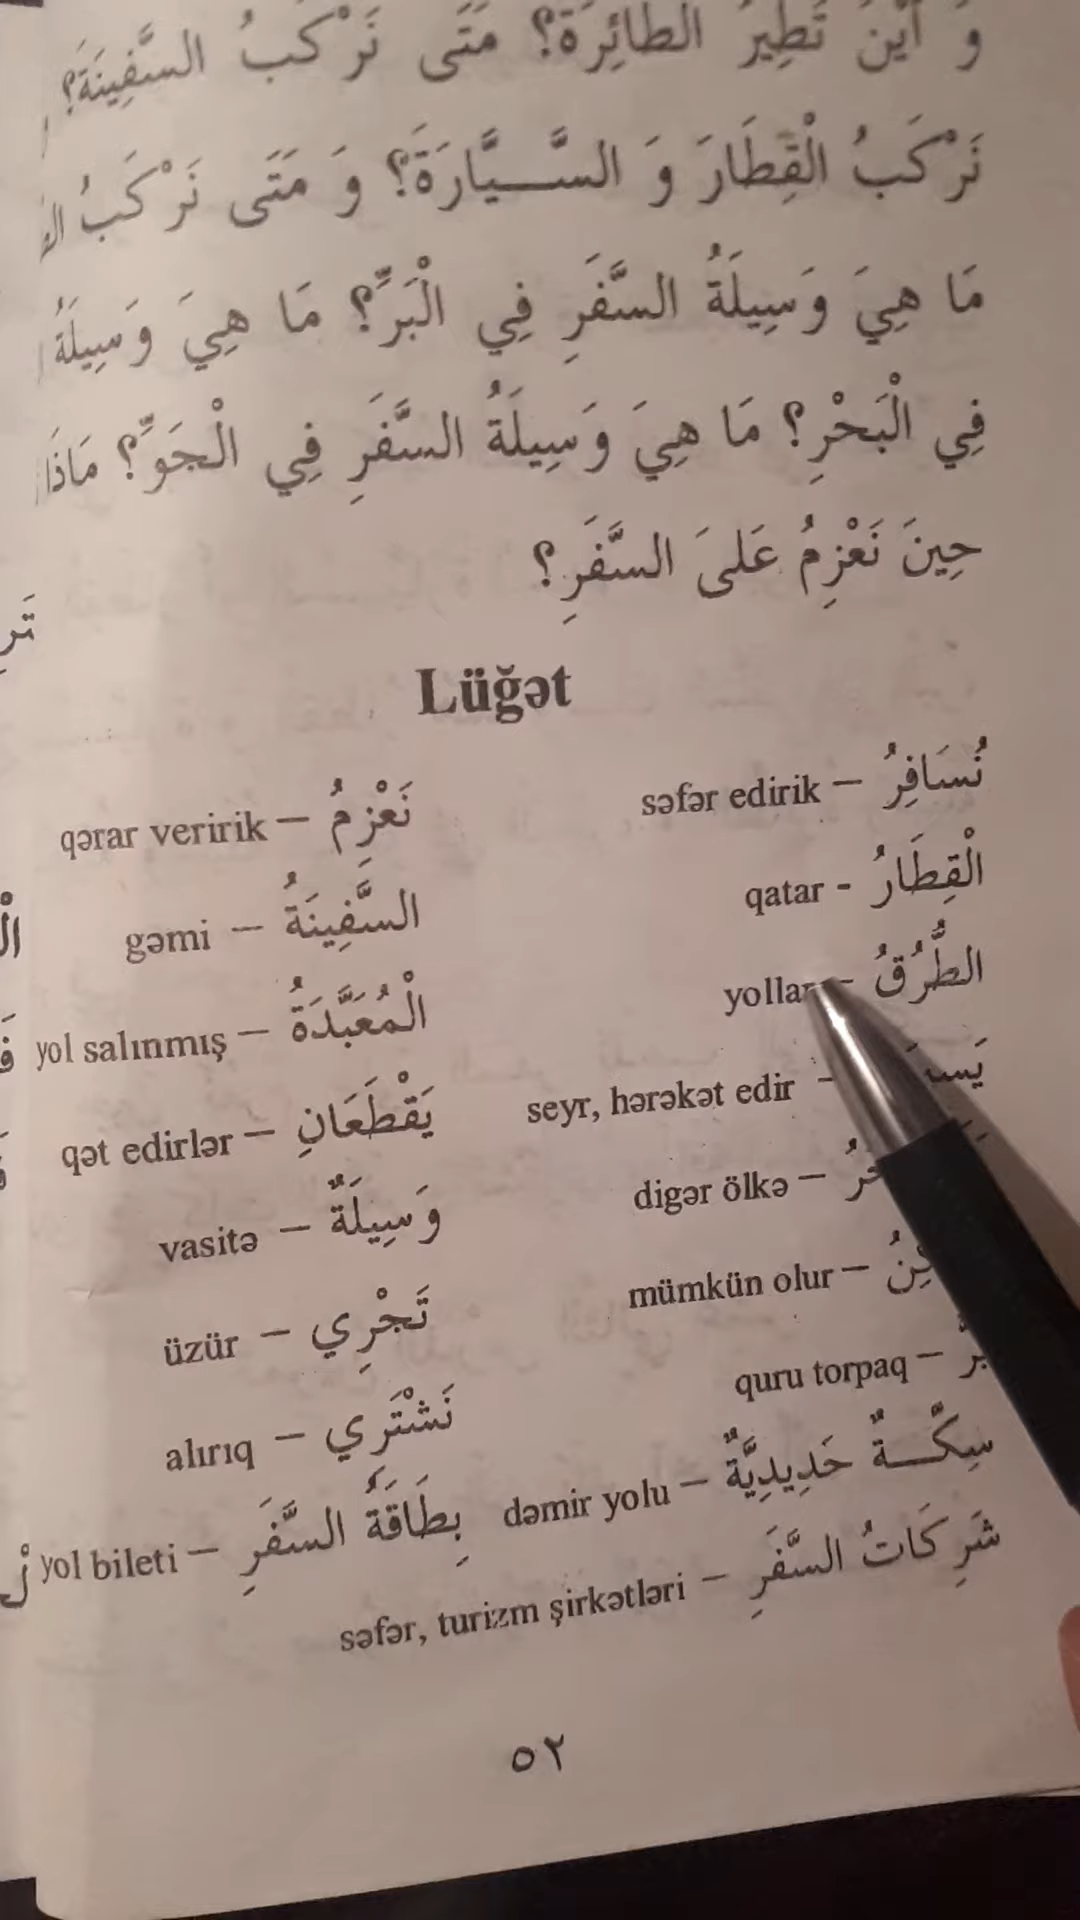 وَ أَيْنَ تَطِيرُ الطَّائِرَةُ؟ مَتَى نَرْكَبُ السَّفِينَةَ؟
نَرْكَبُ الْقِطَارَ وَ السَّــيَّارَةَ؟ وَ مَتَى نَرْكَبُ
مَا هِيَ وَسِيلَةُ السَّفَرِ فِي الْبَرِّ؟ مَا هِيَ وَسِيلَةُ
فِي الْبَحْرِ؟ مَا هِيَ وَسِيلَةُ السَّفَرِ فِي الْجَوِّ؟ مَاذَا
حِينَ نَعْزِمُ عَلىَ السَّفَرِ؟
Lüğət
نُسَافِرُ – səfər edirik
الْقِطَارُ - qatar
الطُّرُقُ – yollar
seyr, hərəkət edir –
digər ölkə –
mümkün olur –
quru torpaq –
سِكَّــةٌ حَدِيدِيَّةٌ – dəmir yolu
شَرِكَاتُ السَّفَرِ – səfər, turizm şirkətləri
نَعْزِمُ – qərar veririk
السَّفِينَةُ – gəmi
الْمُعَبَّدَةُ – yol salınmış
يَقْطَعَانِ – qət edirlər
وَسِيلَةٌ – vasitə
تَجْرِي – üzür
نَشْتَرِي – alırıq
بِطَاقَةُ السَّفَرِ – yol bileti
٥٢